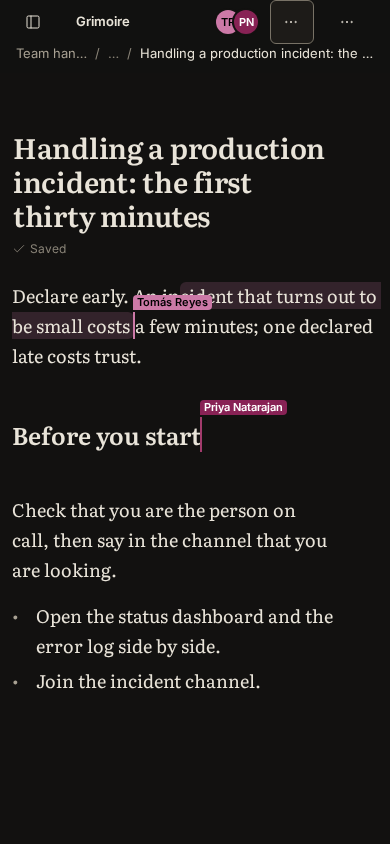 Grimoire
TR PN
Team han... / ... / Handling a production incident: the ...
Handling a production
incident: the first
thirty minutes
Saved
Declare early. An incident that turns out to
Tomás Reyes
be small costs a few minutes; one declared
late costs trust.
Priya Natarajan
Before you start
Check that you are the person on
call, then say in the channel that you
are looking.
• Open the status dashboard and the
error log side by side.
• Join the incident channel.